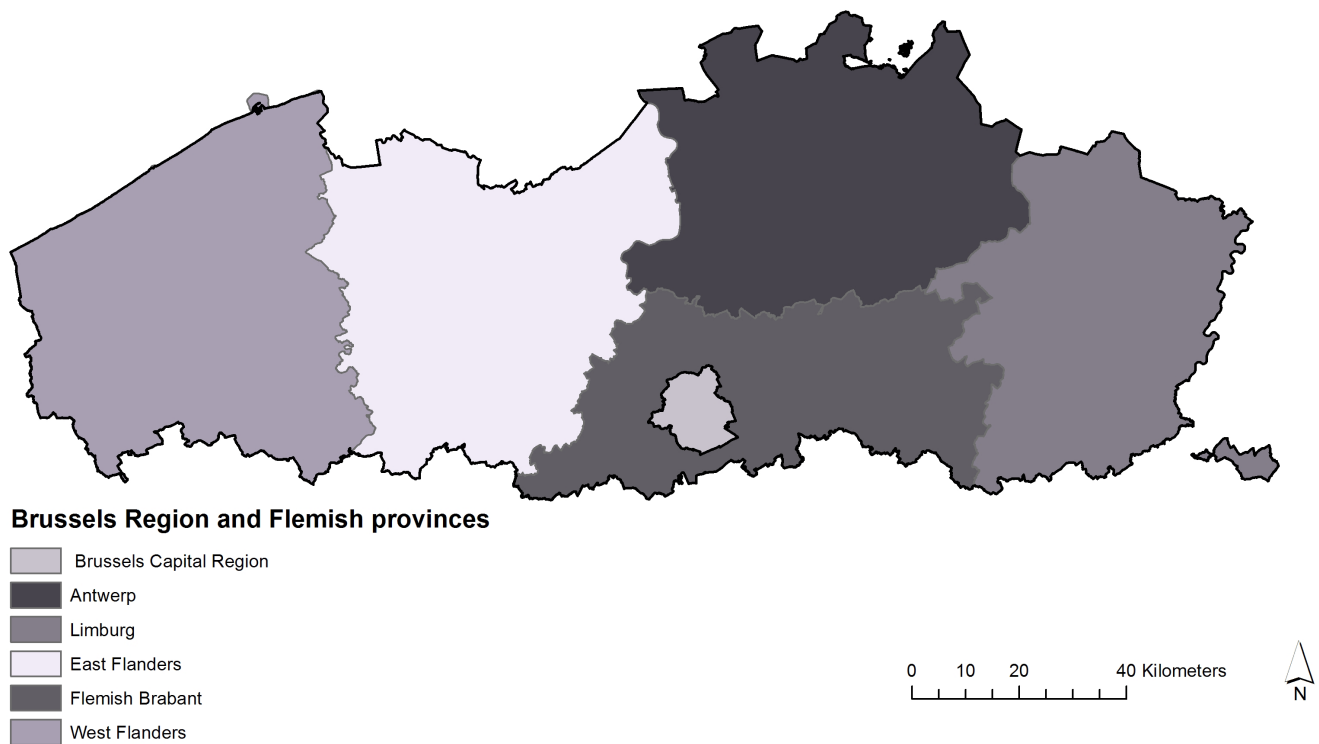 Brussels Region and Flemish provinces
Brussels Capital Region
Antwerp
Limburg
East Flanders
Flemish Brabant
West Flanders
0 10 20 40 Kilometers
N